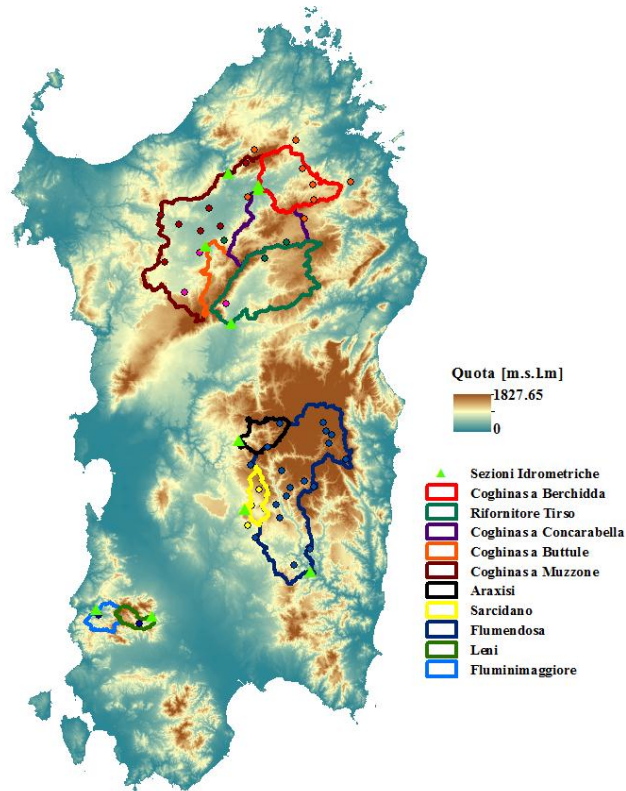 Quota [m.s.l.m]
1827.65
0
Sezioni Idrometriche
Coghinas a Berchidda
Rifornitore Tirso
Coghinas a Concarabella
Coghinas a Buttule
Coghinas a Muzzone
Araxisi
Sarcidano
Flumendosa
Leni
Fluminimaggiore